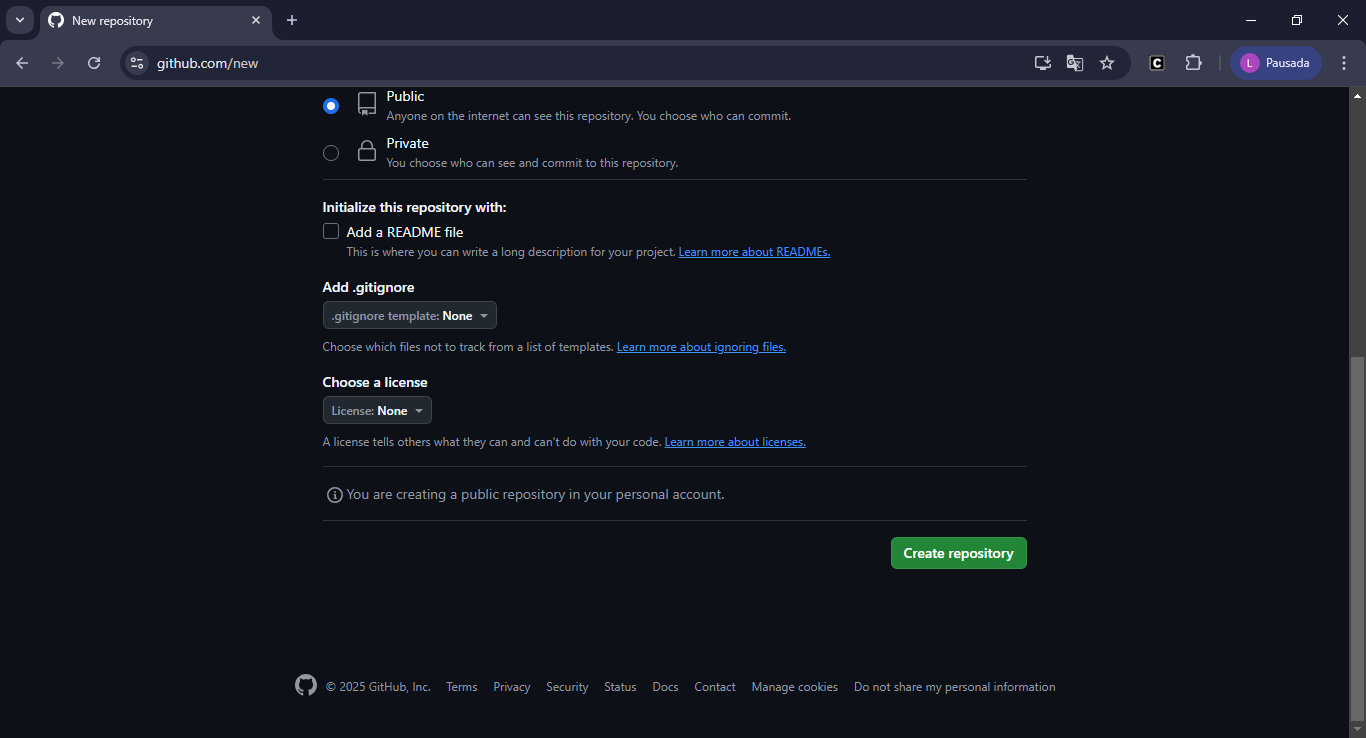 New repository
github.com/new
L Pausada
Public
Anyone on the internet can see this repository. You choose who can commit.
Private
You choose who can see and commit to this repository.
Initialize this repository with:
Add a README file
This is where you can write a long description for your project. Learn more about READMEs.
Add .gitignore
.gitignore template: None
Choose which files not to track from a list of templates. Learn more about ignoring files.
Choose a license
License: None
A license tells others what they can and can't do with your code. Learn more about licenses.
You are creating a public repository in your personal account.
Create repository
© 2025 GitHub, Inc. Terms Privacy Security Status Docs Contact Manage cookies Do not share my personal information